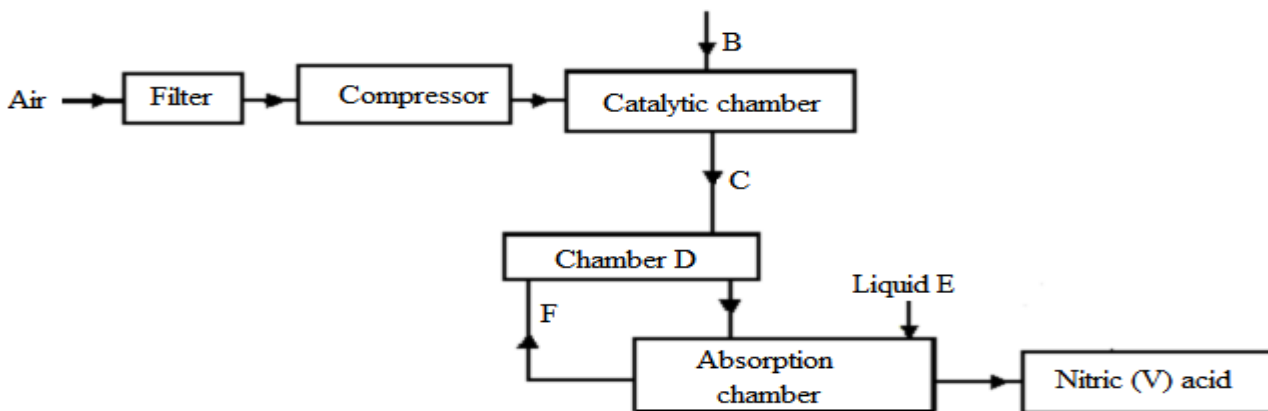 B
Air
Filter
Compressor
Catalytic chamber
C
Chamber D
Liquid E
F
Absorption
chamber
Nitric (V) acid